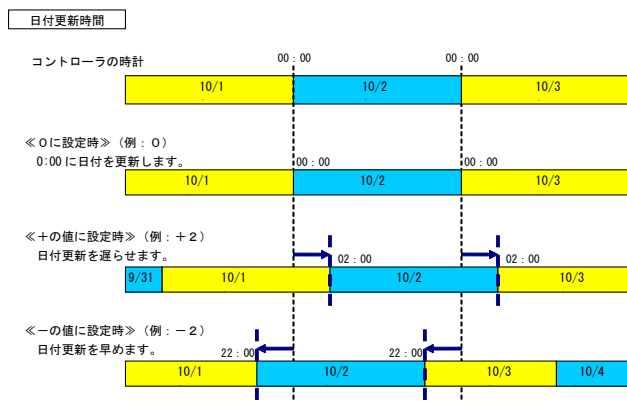 日付更新時間
コントローラの時計
00：00 00：00
10/1 10/2 10/3
≪０に設定時≫（例：０）
0:00 に日付を更新します。
00：00 00：00
10/1 10/2 10/3
≪＋の値に設定時≫（例：＋２）
日付更新を遅らせます。
02：00 02：00
9/31 10/1 10/2 10/3
≪－の値に設定時≫（例：－２）
日付更新を早めます。
22：00 22：00
10/1 10/2 10/3 10/4